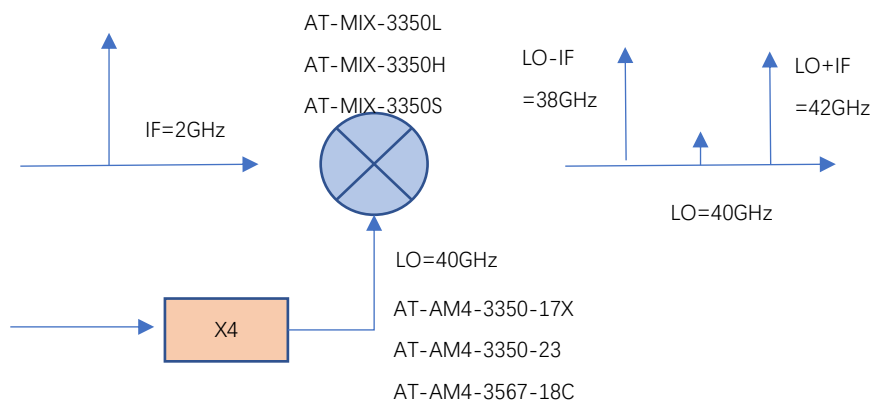 AT-MIX-3350L
AT-MIX-3350H
AT-MIX-3350S
IF=2GHz
LO-IF
=38GHz
LO+IF
=42GHz
LO=40GHz
LO=40GHz
X4
AT-AM4-3350-17X
AT-AM4-3350-23
AT-AM4-3567-18C